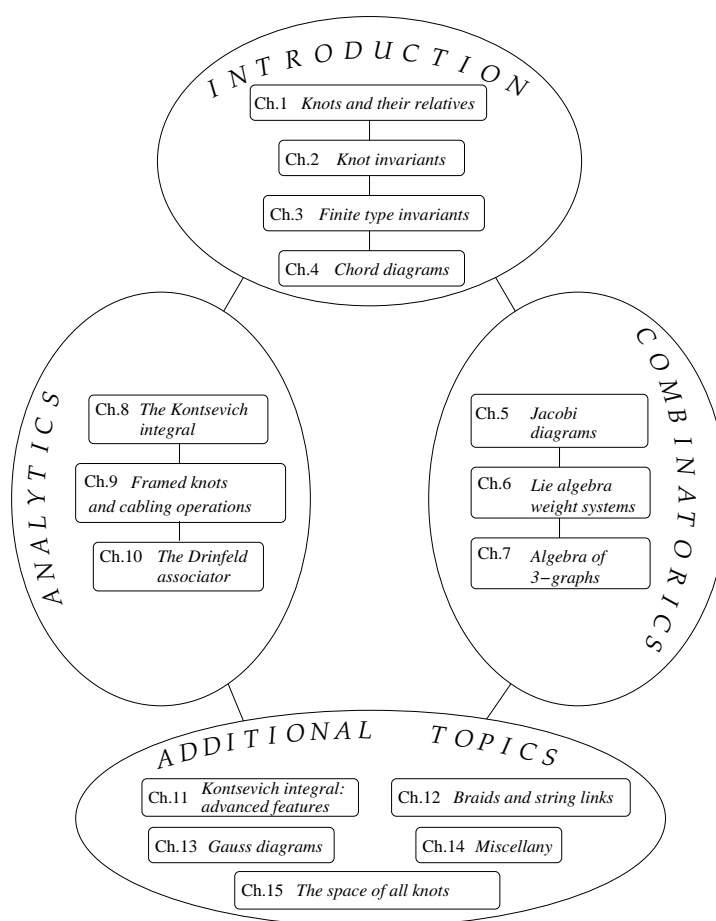 INTRODUCTION
Ch.1 Knots and their relatives
Ch.2 Knot invariants
Ch.3 Finite type invariants
Ch.4 Chord diagrams
ANALYTICS
Ch.8 The Kontsevich
integral
Ch.9 Framed knots
and cabling operations
Ch.10 The Drinfeld
associator
COMBINATORICS
Ch.5 Jacobi
diagrams
Ch.6 Lie algebra
weight systems
Ch.7 Algebra of
3−graphs
ADDITIONAL TOPICS
Ch.11 Kontsevich integral:
advanced features
Ch.12 Braids and string links
Ch.13 Gauss diagrams
Ch.14 Miscellany
Ch.15 The space of all knots